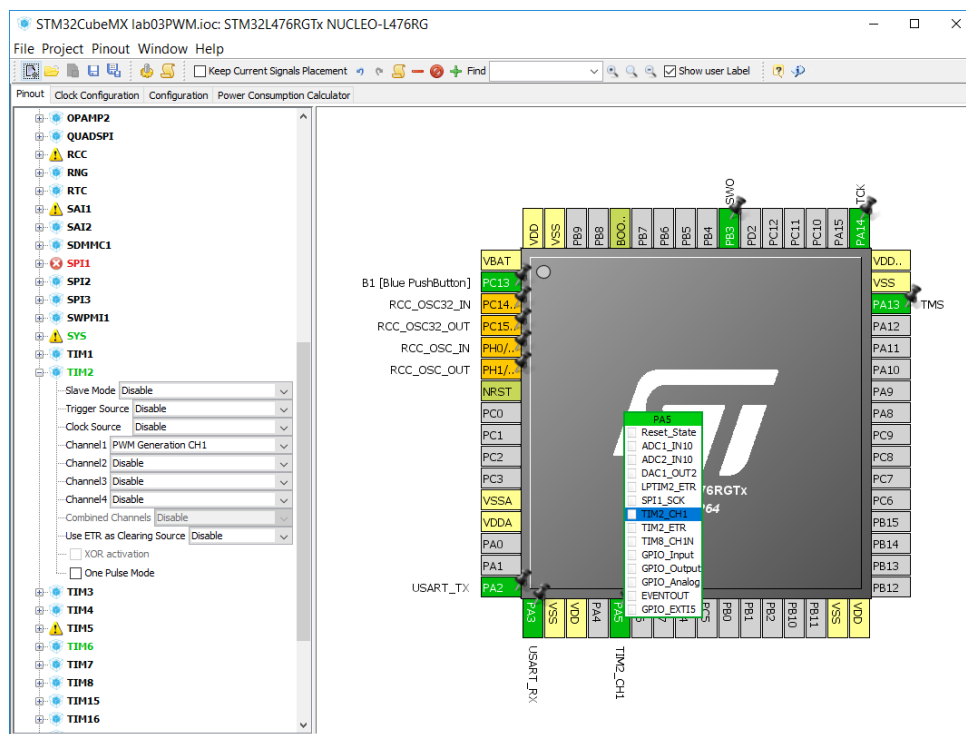 STM32CubeMX lab03PWM.ioc: STM32L476RGTx NUCLEO-L476RG
File Project Pinout Window Help
Keep Current Signals Placement Find Show user Label
Pinout Clock Configuration Configuration Power Consumption Calculator
OPAMP2
QUADSPI
RCC
RNG
RTC
SAI1
SAI2
SDMMC1
SPI1
SPI2
SPI3
SWPMI1
SYS
TIM1
TIM2
Slave Mode Disable
Trigger Source Disable
Clock Source Disable
Channel1 PWM Generation CH1
Channel2 Disable
Channel3 Disable
Channel4 Disable
Combined Channels Disable
Use ETR as Clearing Source Disable
XOR activation
One Pulse Mode
TIM3
TIM4
TIM5
TIM6
TIM7
TIM8
TIM15
TIM16
SWO
TCK
VDD
VSS
PB9
PB8
BOO..
PB7
PB6
PB5
PB4
PB3
PD2
PC12
PC11
PC10
PA15
PA14
VBAT
B1 [Blue PushButton] PC13
RCC_OSC32_IN PC14..
RCC_OSC32_OUT PC15..
RCC_OSC_IN PH0/..
RCC_OSC_OUT PH1/..
NRST
PC0
PC1
PC2
PC3
VSSA
VDDA
PA0
PA1
USART_TX PA2
VDD..
VSS
PA13 TMS
PA12
PA11
PA10
PA9
PA8
PC9
PC8
PC7
PC6
PB15
PB14
PB13
PB12
PA5
Reset_State
ADC1_IN10
ADC2_IN10
DAC1_OUT2
LPTIM2_ETR
SPI1_SCK
TIM2_CH1
TIM2_ETR
TIM8_CH1N
GPIO_Input
GPIO_Output
GPIO_Analog
EVENTOUT
GPIO_EXTI5
76RGTx
P64
PA3
VSS
VDD
PA4
PA5
PC5
PB0
PB1
PB2
PB10
PB11
VSS
VDD
USART_RX
TIM2_CH1